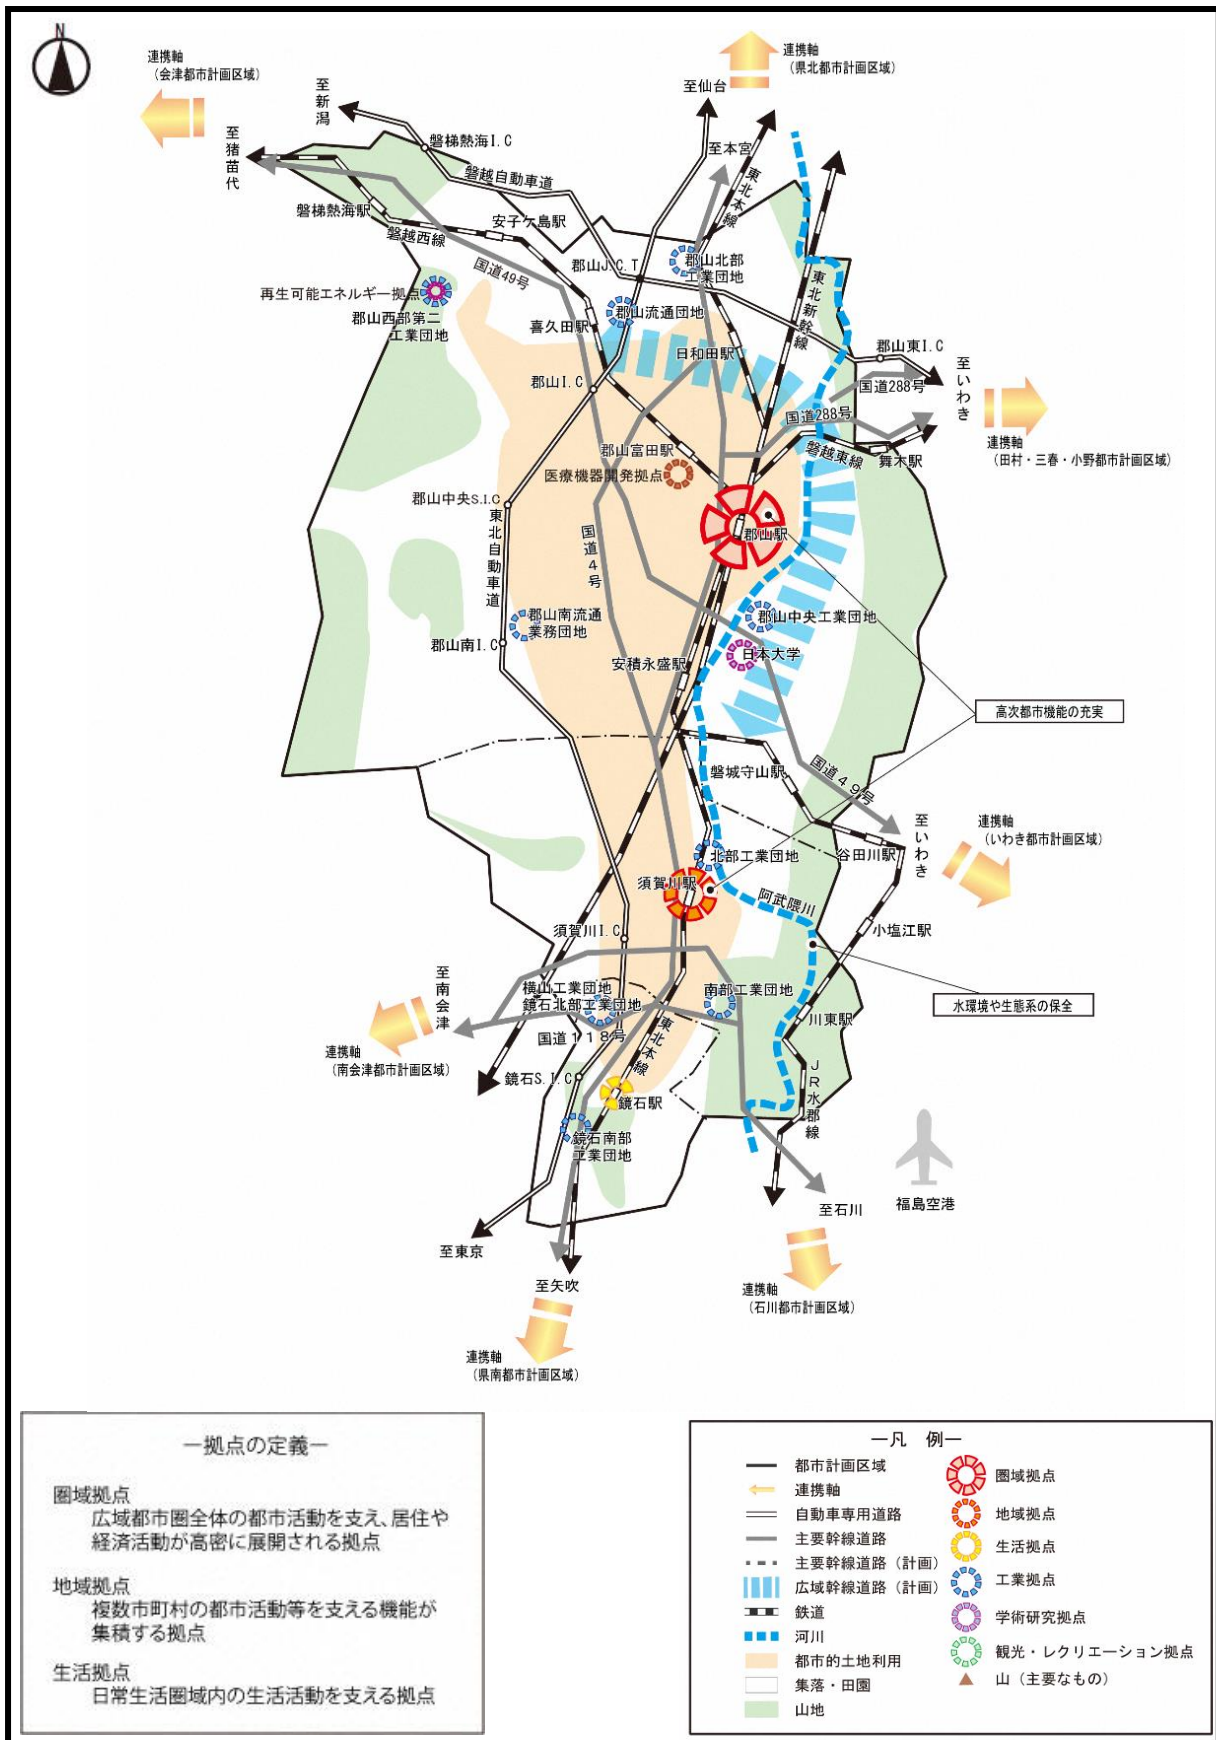 N
連携軸
（会津都市計画区域）
連携軸
（県北都市計画区域）
至新潟
至仙台
至猪苗代
磐梯熱海I.C
至本宮
東北本線
磐越自動車道
磐梯熱海駅
安子ケ島駅
磐越西線
国道49号
郡山J.C.T
郡山北部
工業団地
東北新幹線
再生可能エネルギー拠点
郡山西部第二
工業団地
郡山流通団地
喜久田駅
日和田駅
郡山東I.C
至いわき
郡山I.C
国道288号
国道288号
連携軸
（田村・三春・小野都市計画区域）
郡山富田駅
磐越東線
舞木駅
医療機器開発拠点
郡山中央S.I.C
東北自動車道
国道４号
郡山駅
郡山南流通
業務団地
郡山中央工業団地
郡山南I.C
日本大学
安積永盛駅
高次都市機能の充実
磐城守山駅
国道４９号
至いわき
連携軸
（いわき都市計画区域）
北部工業団地
谷田川駅
須賀川駅
阿武隈川
須賀川I.C
小塩江駅
至南会津
横山工業団地
鏡石北部工業団地
南部工業団地
水環境や生態系の保全
川東駅
国道１１８号
東北本線
連携軸
（南会津都市計画区域）
鏡石S.I.C
鏡石駅
ＪＲ水郡線
鏡石南部
工業団地
福島空港
至石川
至東京
至矢吹
連携軸
（石川都市計画区域）
連携軸
（県南都市計画区域）
―拠点の定義―
圏域拠点
広域都市圏全体の都市活動を支え、居住や
経済活動が高密に展開される拠点
地域拠点
複数市町村の都市活動等を支える機能が
集積する拠点
生活拠点
日常生活圏域内の生活活動を支える拠点
―凡　例―
都市計画区域
連携軸
自動車専用道路
主要幹線道路
主要幹線道路（計画）
広域幹線道路（計画）
鉄道
河川
都市的土地利用
集落・田園
山地
圏域拠点
地域拠点
生活拠点
工業拠点
学術研究拠点
観光・レクリエーション拠点
山（主要なもの）